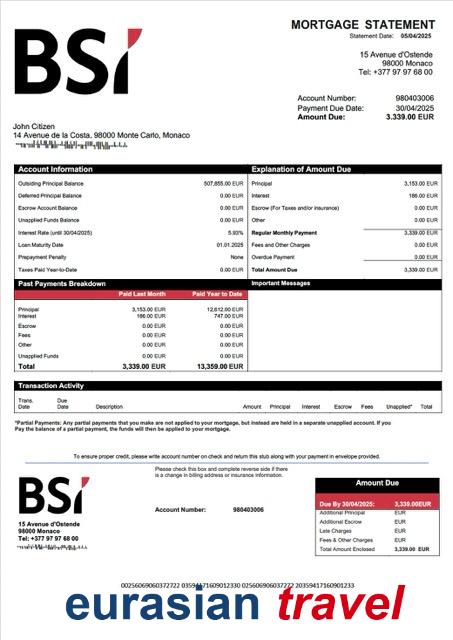 BSi
MORTGAGE STATEMENT
Statement Date: 05/04/2025
15 Avenue d'Ostende
98000 Monaco
Tel: +377 97 97 68 00
Account Number: 980403006
Payment Due Date: 30/04/2025
Amount Due: 3.339.00 EUR
John Citizen
14 Avenue de la Costa, 98000 Monte Carlo, Monaco
Account Information
Outsiding Principal Balance 507,855.00 EUR
Deferred Principal Balance 0.00 EUR
Escrow Account Balance 0.00 EUR
Unapplied Funds Balance 0.00 EUR
Interest Rate (until 30/04/2025) 5.93%
Loan Maturity Date 01.01.2025
Prepayment Penalty None
Taxes Paid Year-to-Date 0.00 EUR
Explanation of Amount Due
Principal 3,153.00 EUR
Interest 186.00 EUR
Escrow (For Taxes and/or insurance) 0.00 EUR
Other 0.00 EUR
Regular Monthly Payment 3,339.00 EUR
Fees and Other Charges 0.00 EUR
Overdue Payment 0.00 EUR
Total Amount Due 3,339.00 EUR
Past Payments Breakdown
Paid Last Month Paid Year to Date
Principal 3,153.00 EUR 12,612.00 EUR
Interest 186.00 EUR 747.00 EUR
Escrow 0.00 EUR 0.00 EUR
Fees 0.00 EUR 0.00 EUR
Other 0.00 EUR 0.00 EUR
Unapplied Funds 0.00 EUR 0.00 EUR
Total 3,339.00 EUR 13,359.00 EUR
Important Messages
Transaction Activity
Trans. Date Due Date Description Amount Principal Interest Escrow Fees Unapplied* Total
*Partial Payments: Any partial payments that you make are not applied to your mortgage, but instead are held in a separate unapplied account. If you
Pay the balance of a partial payment, the funds will then be applied to your mortgage.
To ensure proper credit, please write account number on check and return this stub along with your payment in envelope provided.
BSi
Please check this box and complete reverse side if there
is a change in billing address or insurance information.
Account Number: 980403006
15 Avenue d'Ostende
98000 Monaco
Tel: +377 97 97 68 00
Amount Due
Due By 30/04/2025: 3,339.00EUR
Additional Principal EUR
Additional Escrow EUR
Late Charges EUR
Fees & Other Charges EUR
Total Amount Enclosed 3,339.00 EUR
eurasian travel